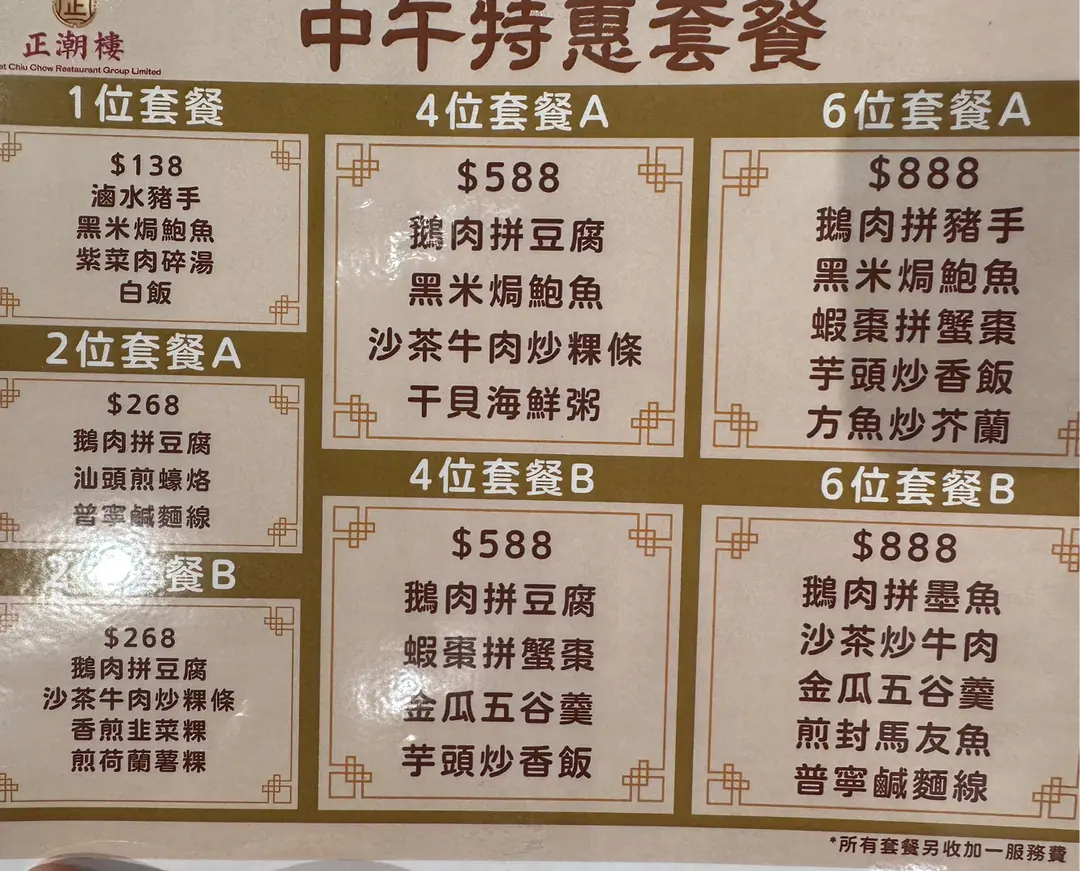 正
正潮樓
st Chiu Chow Restaurant Group Limited
中午特惠套餐
1位套餐
$138
滷水豬手
黑米焗鮑魚
紫菜肉碎湯
白飯
2位套餐A
$268
鵝肉拼豆腐
汕頭煎蠔烙
普寧鹹麵線
2位套餐B
$268
鵝肉拼豆腐
沙茶牛肉炒粿條
香煎韭菜粿
煎荷蘭薯粿
4位套餐A
$588
鵝肉拼豆腐
黑米焗鮑魚
沙茶牛肉炒粿條
干貝海鮮粥
4位套餐B
$588
鵝肉拼豆腐
蝦棗拼蟹棗
金瓜五谷羹
芋頭炒香飯
6位套餐A
$888
鵝肉拼豬手
黑米焗鮑魚
蝦棗拼蟹棗
芋頭炒香飯
方魚炒芥蘭
6位套餐B
$888
鵝肉拼墨魚
沙茶炒牛肉
金瓜五谷羹
煎封馬友魚
普寧鹹麵線
*所有套餐另收加一服務費